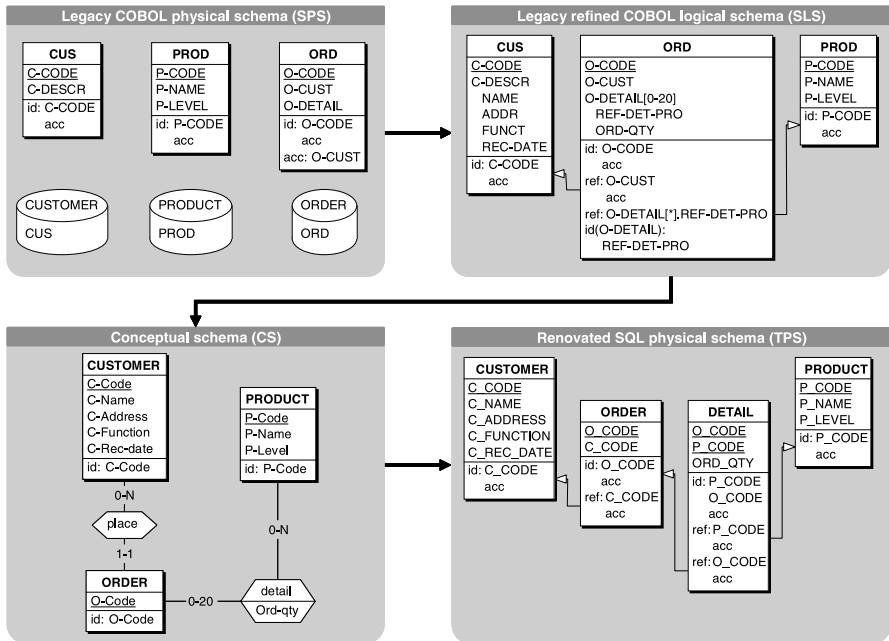 Legacy COBOL physical schema (SPS)
CUS
C-CODE
C-DESCR
id: C-CODE
acc
PROD
P-CODE
P-NAME
P-LEVEL
id: P-CODE
acc
ORD
O-CODE
O-CUST
O-DETAIL
id: O-CODE
acc
acc: O-CUST
CUSTOMER
CUS
PRODUCT
PROD
ORDER
ORD
Legacy refined COBOL logical schema (SLS)
CUS
C-CODE
C-DESCR
NAME
ADDR
FUNCT
REC-DATE
id: C-CODE
acc
ORD
O-CODE
O-CUST
O-DETAIL[0-20]
REF-DET-PRO
ORD-QTY
id: O-CODE
acc
ref: O-CUST
acc
ref: O-DETAIL[*].REF-DET-PRO
id(O-DETAIL):
REF-DET-PRO
PROD
P-CODE
P-NAME
P-LEVEL
id: P-CODE
acc
Conceptual schema (CS)
CUSTOMER
C-Code
C-Name
C-Address
C-Function
C-Rec-date
id: C-Code
0-N
place
1-1
ORDER
O-Code
id: O-Code
0-20
detail
Ord-qty
0-N
PRODUCT
P-Code
P-Name
P-Level
id: P-Code
Renovated SQL physical schema (TPS)
CUSTOMER
C_CODE
C_NAME
C_ADDRESS
C_FUNCTION
C_REC_DATE
id: C_CODE
acc
ORDER
O_CODE
C_CODE
id: O_CODE
acc
ref: C_CODE
acc
DETAIL
O_CODE
P_CODE
ORD_QTY
id: P_CODE
O_CODE
acc
ref: P_CODE
acc
ref: O_CODE
acc
PRODUCT
P_CODE
P_NAME
P_LEVEL
id: P_CODE
acc